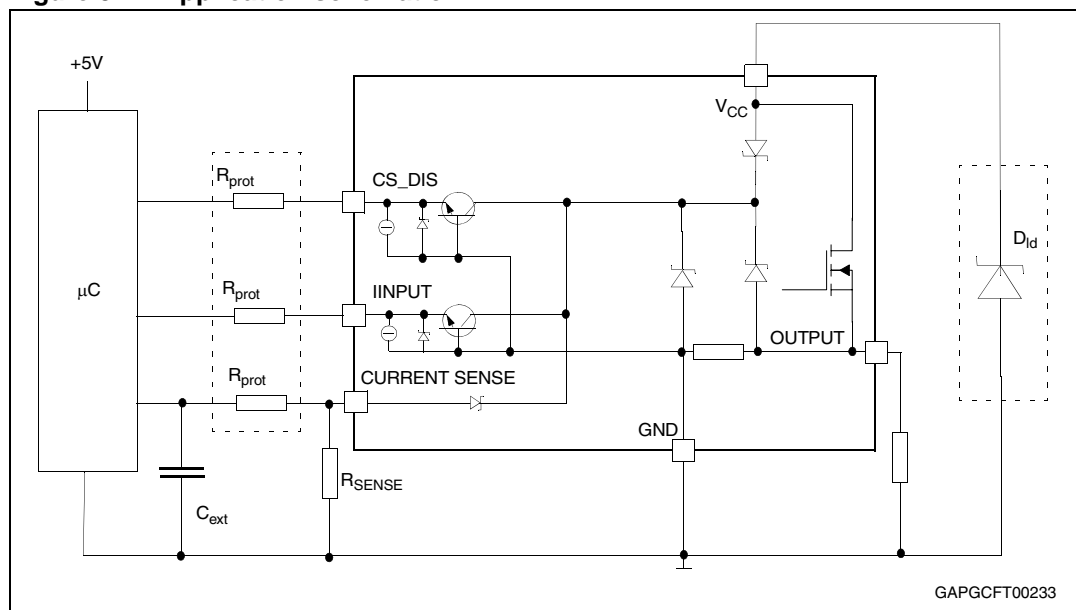 +5V
V_CC
R_prot
CS_DIS
D_ld
µC
R_prot
IINPUT
OUTPUT
R_prot
CURRENT SENSE
GND
R_SENSE
C_ext
GAPGCFT00233